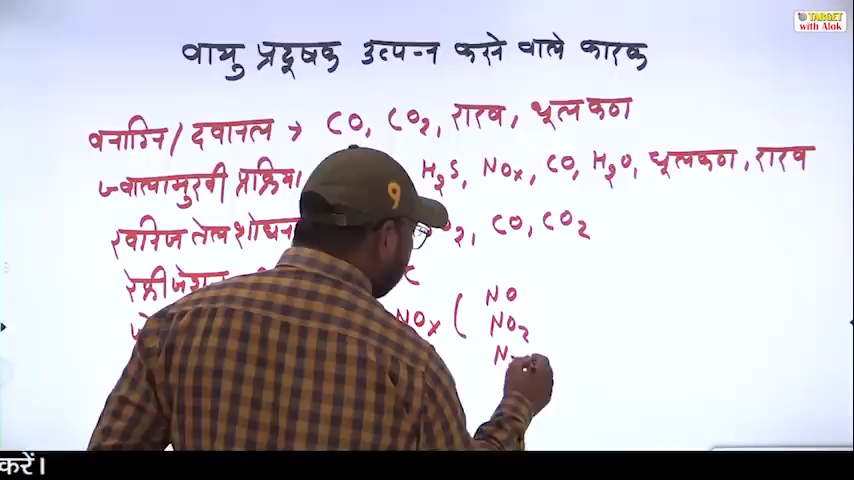 TARGET
with Alok
वायु प्रदूषक उत्पन्न करने वाले कारक
वनाग्नि / दवानल → CO, CO2, राख, धूलकण
ज्वालामुखी प्रक्रिया H2S, NOx, CO, H2O, धूलकण, राख
खनिज तेल शोधन CO, CO2
NOx ( NO
NO2
करें।